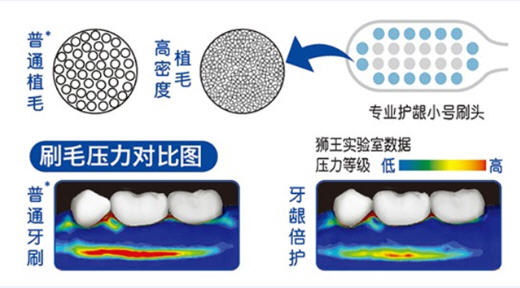 普通植毛*
高密度植毛
专业护龈小号刷头
刷毛压力对比图
狮王实验室数据
压力等级 低 高
普通牙刷*
牙龈倍护